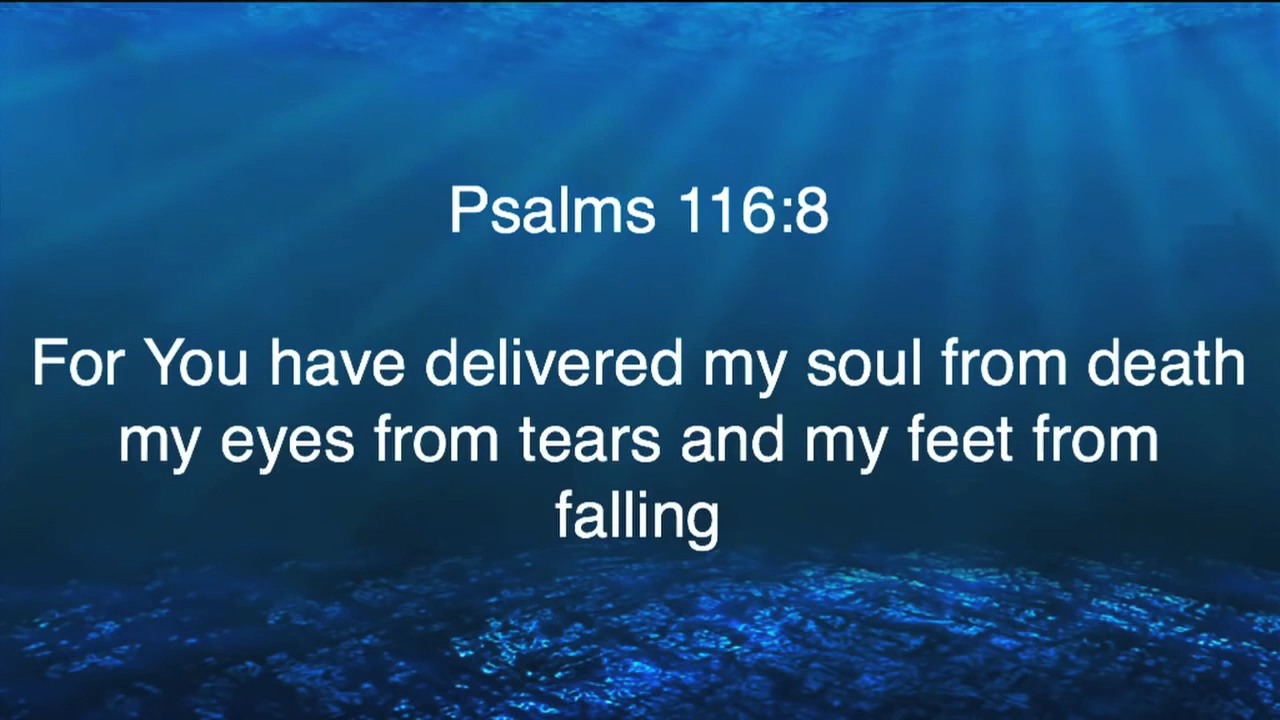 Psalms 116:8
For You have delivered my soul from death
my eyes from tears and my feet from
falling